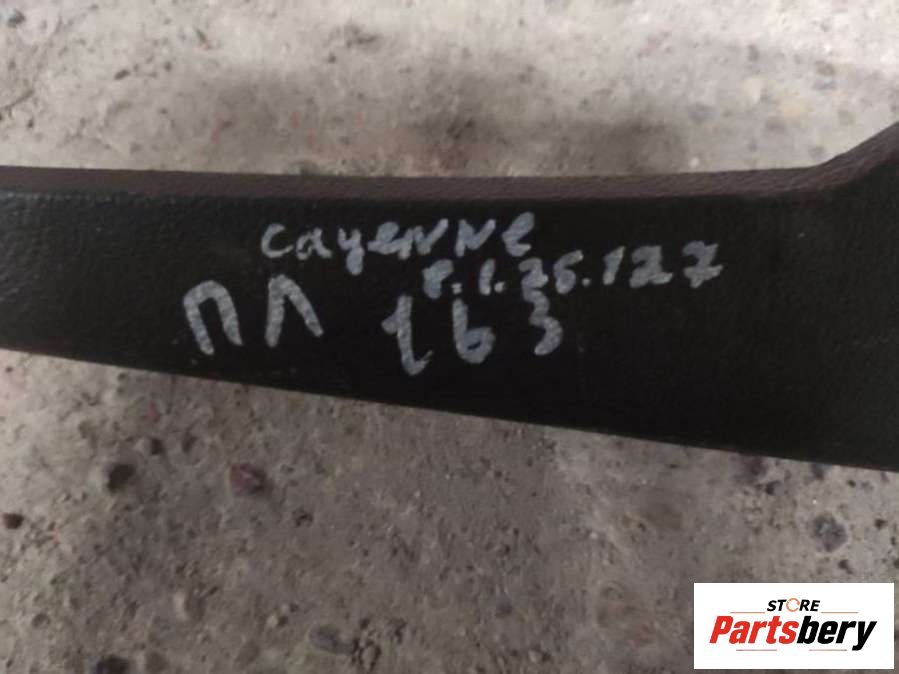 Cayenne
8.1.25.127
ПЛ 163
STORE
Partsbery